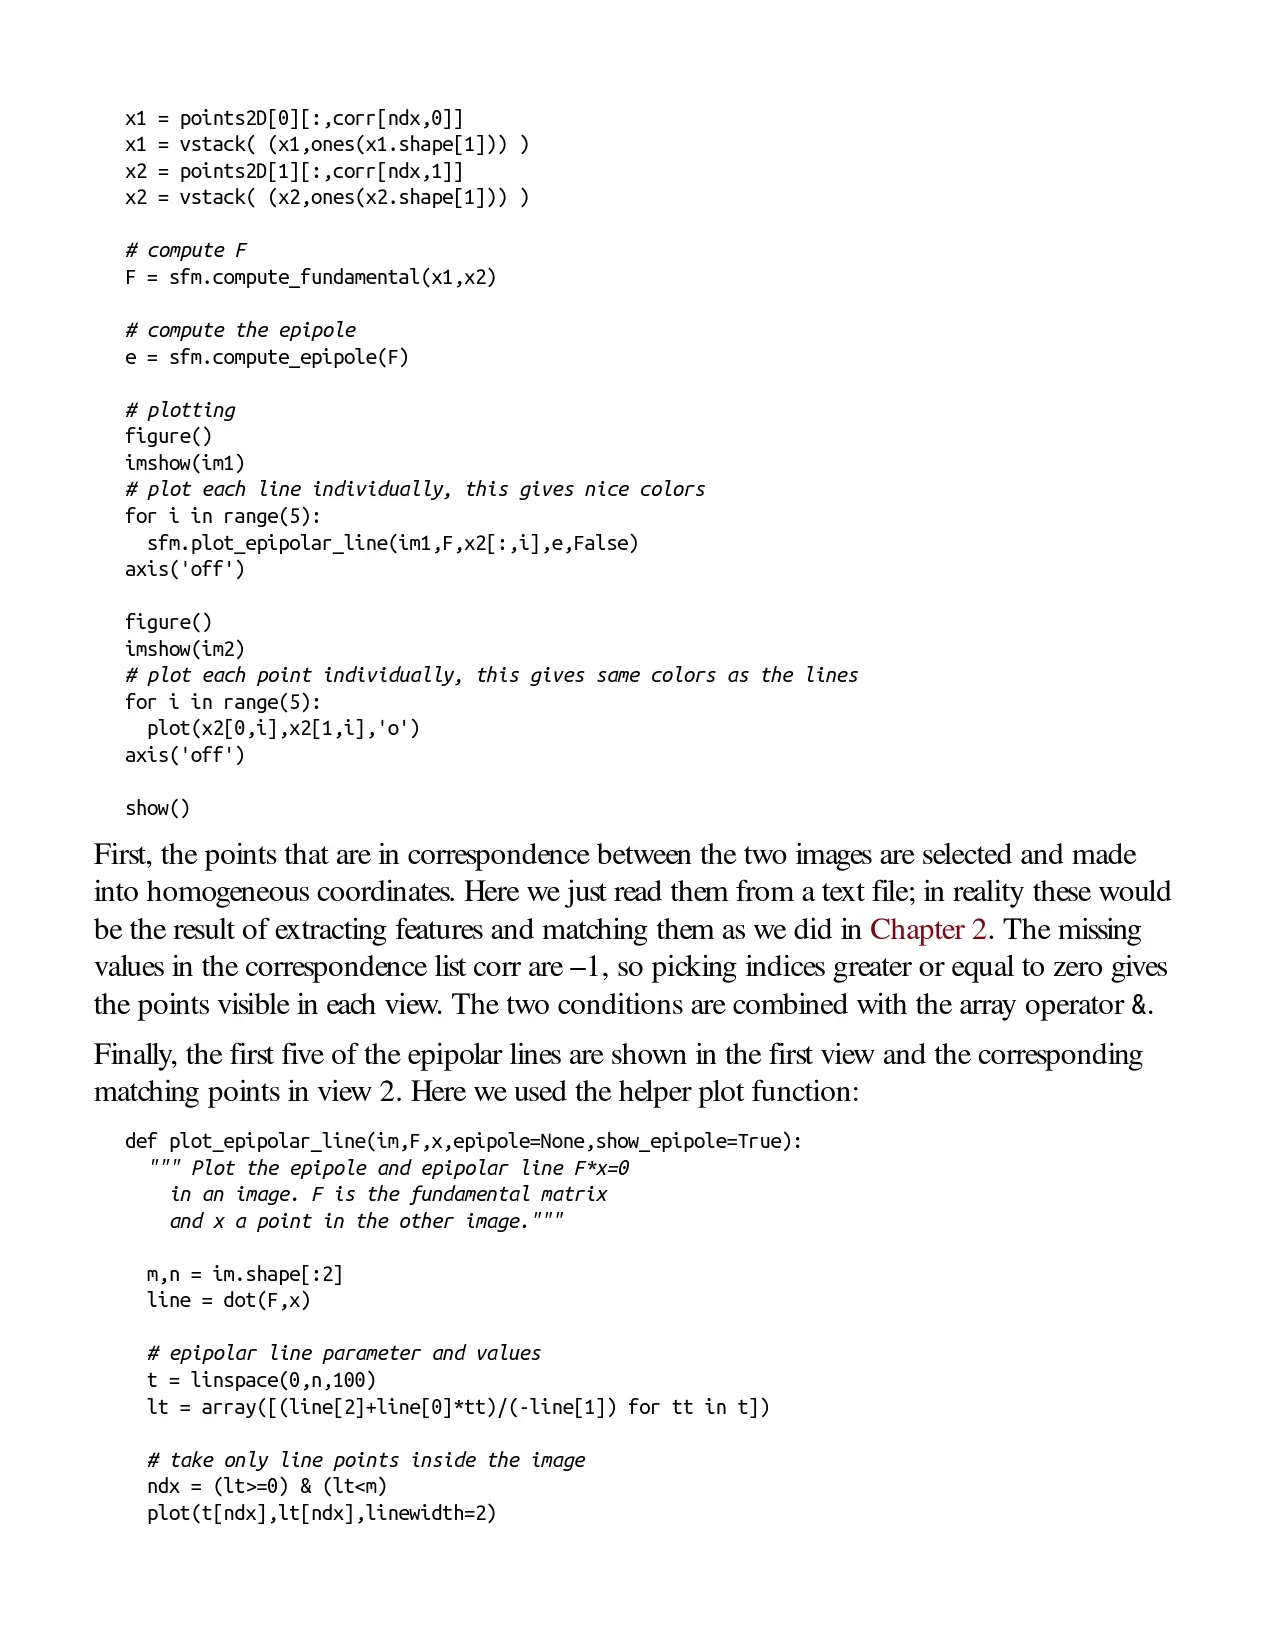 x1 = points2D[0][:,corr[ndx,0]]
x1 = vstack( (x1,ones(x1.shape[1])) )
x2 = points2D[1][:,corr[ndx,1]]
x2 = vstack( (x2,ones(x2.shape[1])) )

# compute F
F = sfm.compute_fundamental(x1,x2)

# compute the epipole
e = sfm.compute_epipole(F)

# plotting
figure()
imshow(im1)
# plot each line individually, this gives nice colors
for i in range(5):
  sfm.plot_epipolar_line(im1,F,x2[:,i],e,False)
axis('off')

figure()
imshow(im2)
# plot each point individually, this gives same colors as the lines
for i in range(5):
  plot(x2[0,i],x2[1,i],'o')
axis('off')

show()
First, the points that are in correspondence between the two images are selected and made
into homogeneous coordinates. Here we just read them from a text file; in reality these would
be the result of extracting features and matching them as we did in Chapter 2. The missing
values in the correspondence list corr are –1, so picking indices greater or equal to zero gives
the points visible in each view. The two conditions are combined with the array operator &.
Finally, the first five of the epipolar lines are shown in the first view and the corresponding
matching points in view 2. Here we used the helper plot function:
def plot_epipolar_line(im,F,x,epipole=None,show_epipole=True):
  """ Plot the epipole and epipolar line F*x=0
    in an image. F is the fundamental matrix
    and x a point in the other image."""

  m,n = im.shape[:2]
  line = dot(F,x)

  # epipolar line parameter and values
  t = linspace(0,n,100)
  lt = array([(line[2]+line[0]*tt)/(-line[1]) for tt in t])

  # take only line points inside the image
  ndx = (lt>=0) & (lt<m)
  plot(t[ndx],lt[ndx],linewidth=2)